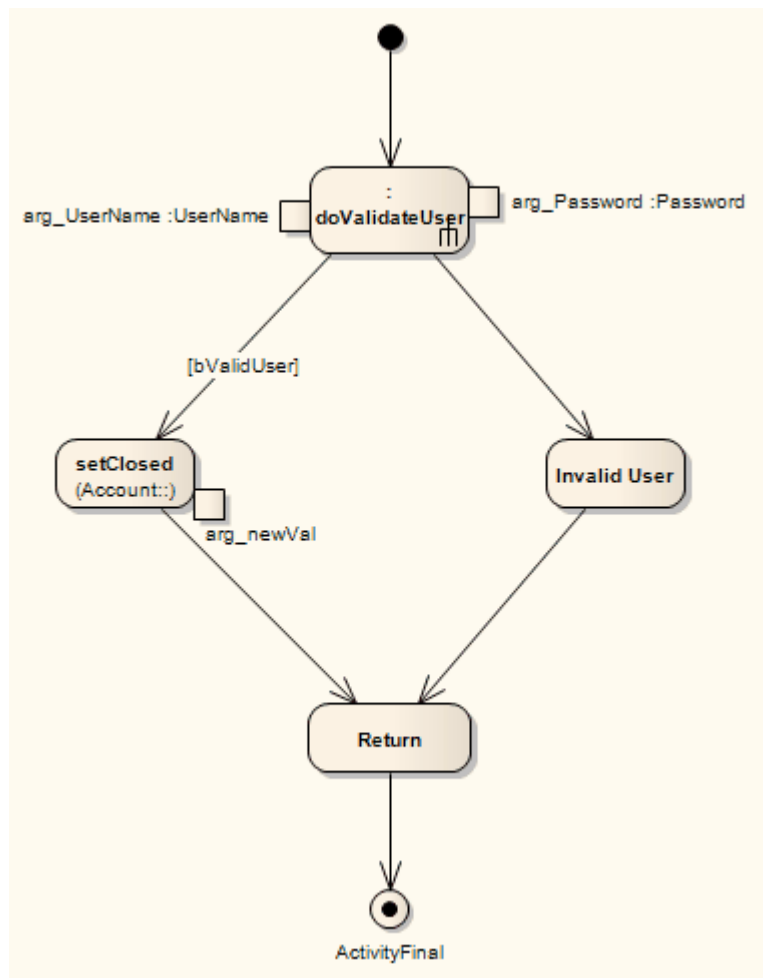 :
doValidateUser
arg_UserName :UserName
arg_Password :Password
[bValidUser]
setClosed
(Account::)
arg_newVal
Invalid User
Return
ActivityFinal